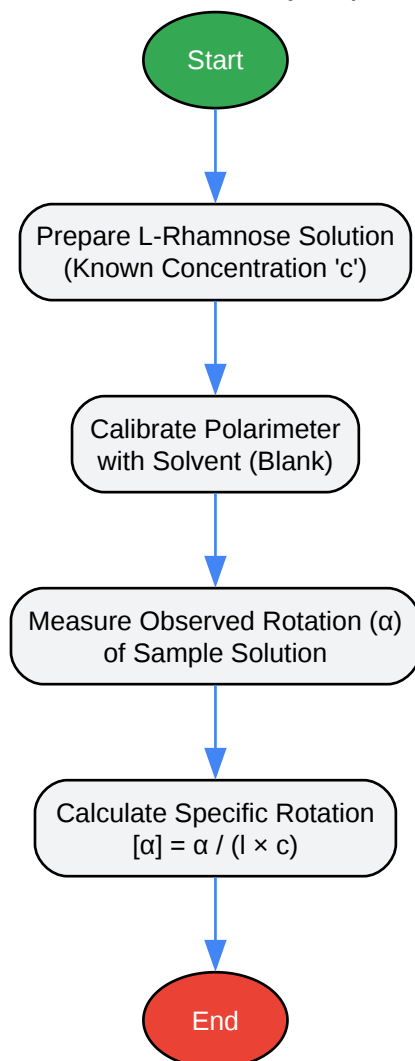 Start
Prepare L-Rhamnose Solution
(Known Concentration 'c')
Calibrate Polarimeter
with Solvent (Blank)
Measure Observed Rotation (α)
of Sample Solution
Calculate Specific Rotation
[α] = α / (l × c)
End